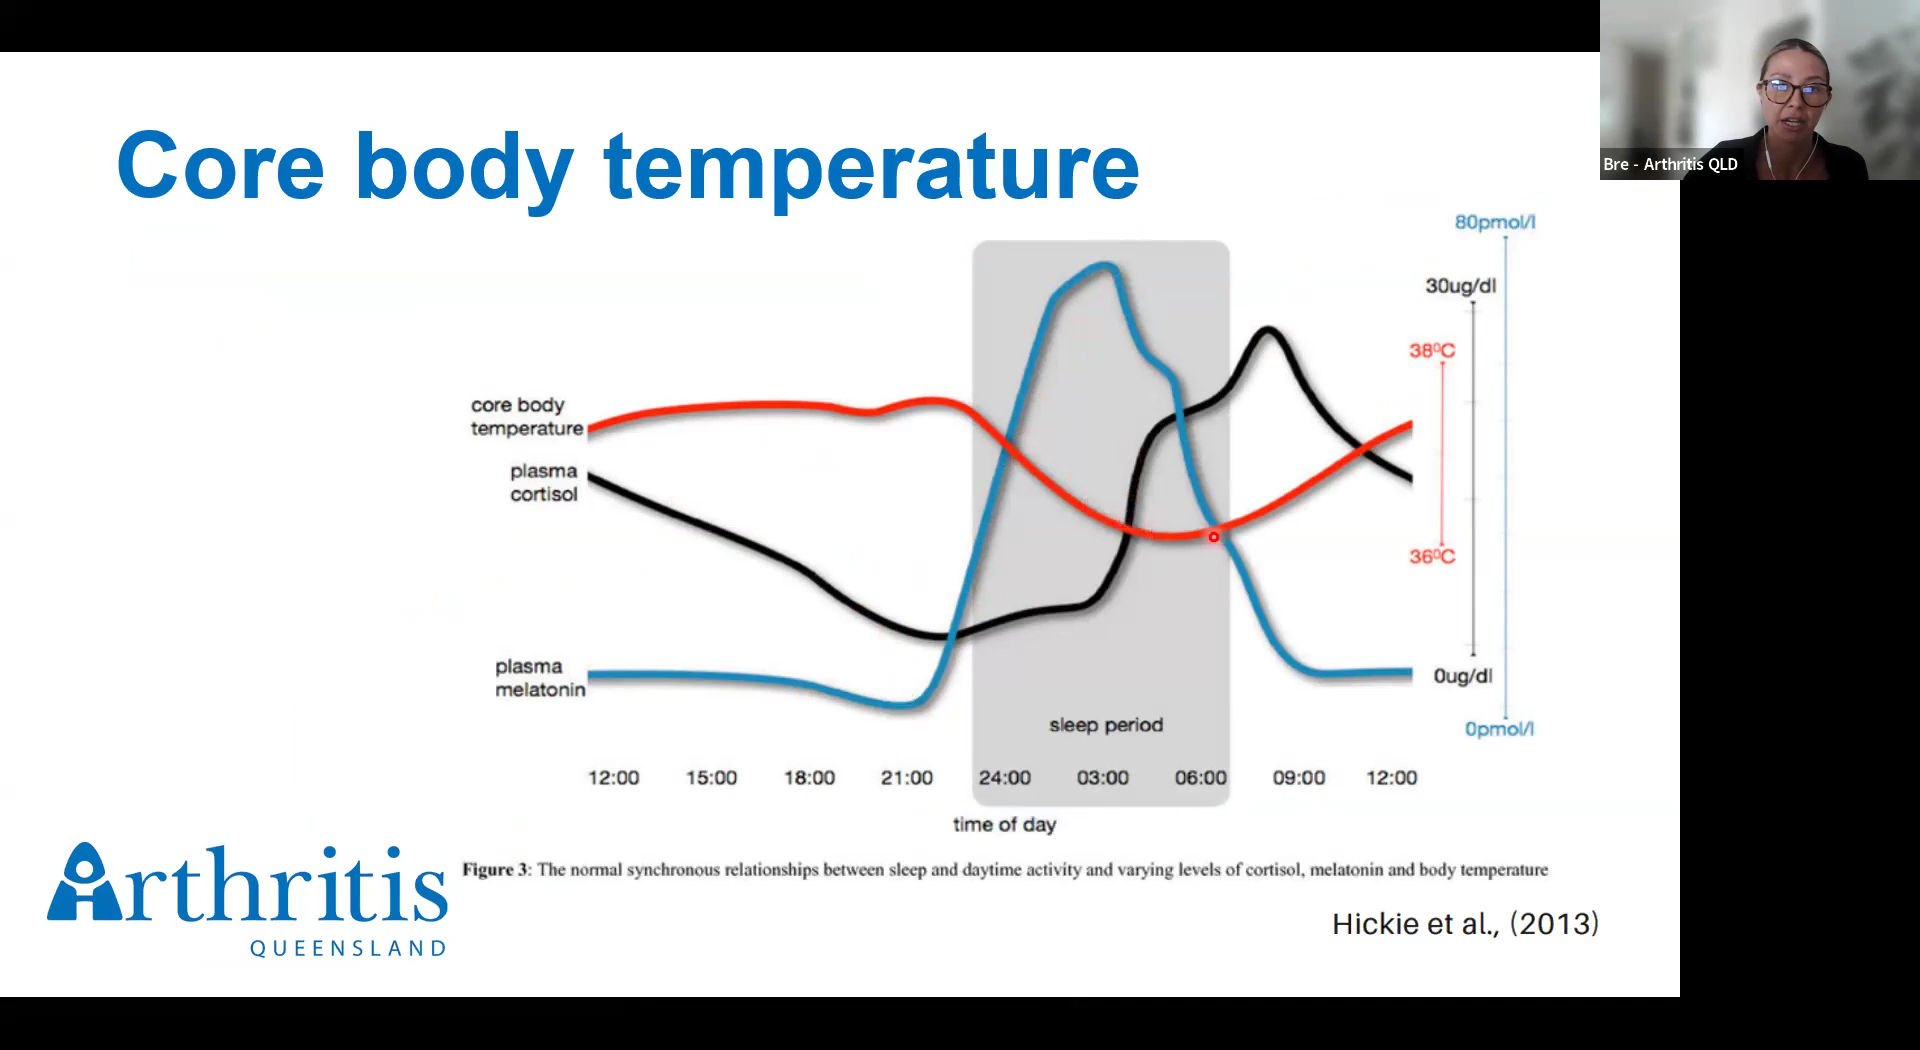 Bre - Arthritis QLD
Core body temperature
80pmol/l
30ug/dl
38ºC
core body
temperature
plasma
cortisol
36ºC
plasma
melatonin
0ug/dl
sleep period
0pmol/l
12:00 15:00 18:00 21:00 24:00 03:00 06:00 09:00 12:00
time of day
Figure 3: The normal synchronous relationships between sleep and daytime activity and varying levels of cortisol, melatonin and body temperature
Arthritis
QUEENSLAND
Hickie et al., (2013)